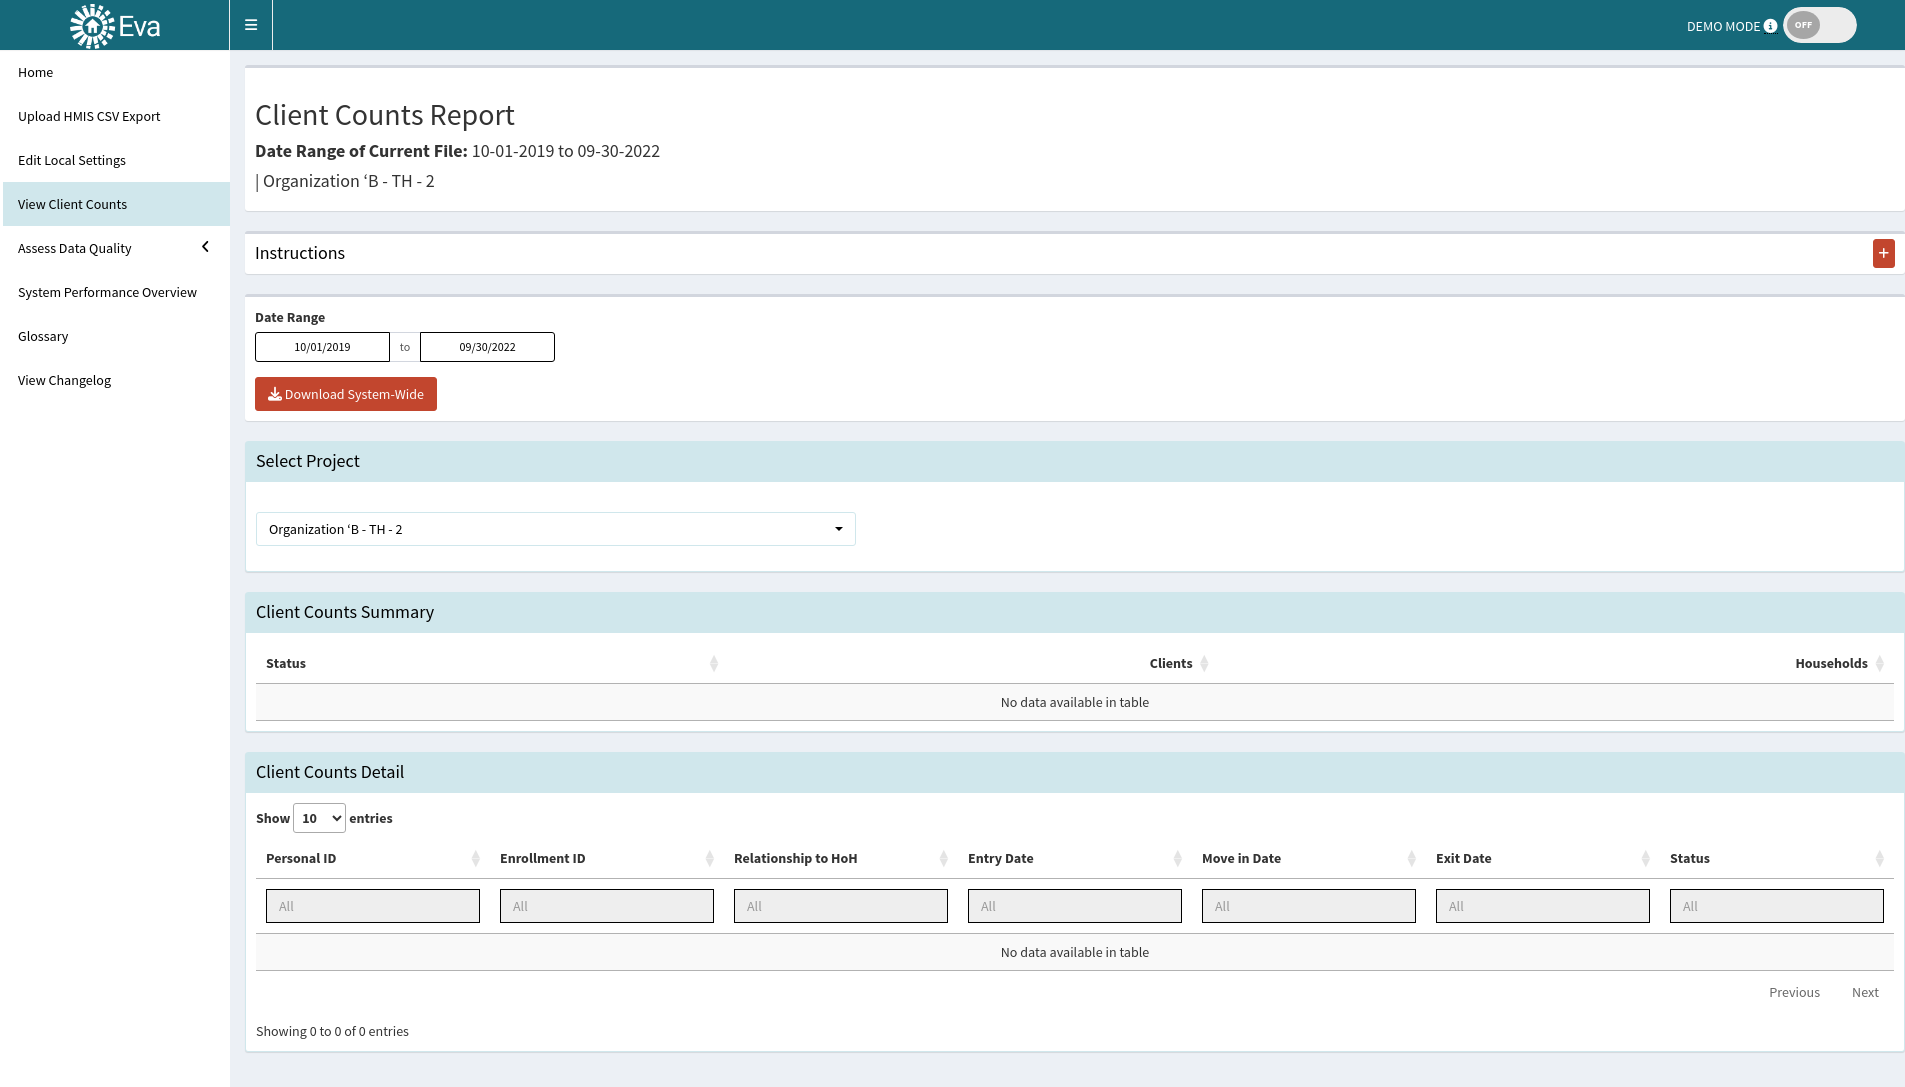 Eva
DEMO MODE
OFF
Home
Upload HMIS CSV Export
Edit Local Settings
View Client Counts
Assess Data Quality
System Performance Overview
Glossary
View Changelog
Client Counts Report
Date Range of Current File: 10-01-2019 to 09-30-2022
| Organization ‘B - TH - 2
Instructions
+
Date Range
10/01/2019 to 09/30/2022
Download System-Wide
Select Project
Organization ‘B - TH - 2
Client Counts Summary
Status Clients Households
No data available in table
Client Counts Detail
Show 10 entries
Personal ID Enrollment ID Relationship to HoH Entry Date Move in Date Exit Date Status
All All All All All All All
No data available in table
Previous Next
Showing 0 to 0 of 0 entries